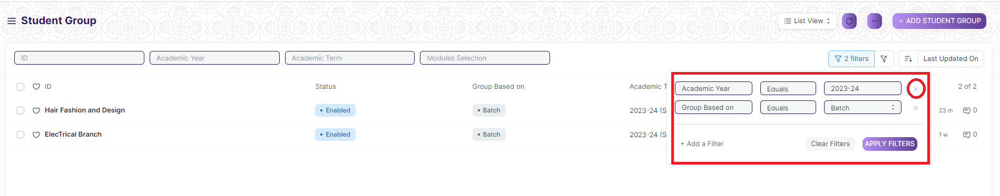 Student Group
List View
...
+ ADD STUDENT GROUP
ID
Academic Year
Academic Term
Modules Selection
2 filters
Last Updated On
ID
Status
Group Based on
Academic T
2 of 2
Hair Fashion and Design
• Enabled
• Batch
2023-24 (S
23 m
0
ElecTrical Branch
• Enabled
• Batch
2023-24 (S
1 w
0
Academic Year
Equals
2023-24
×
Group Based on
Equals
Batch
×
+ Add a Filter
Clear Filters
APPLY FILTERS